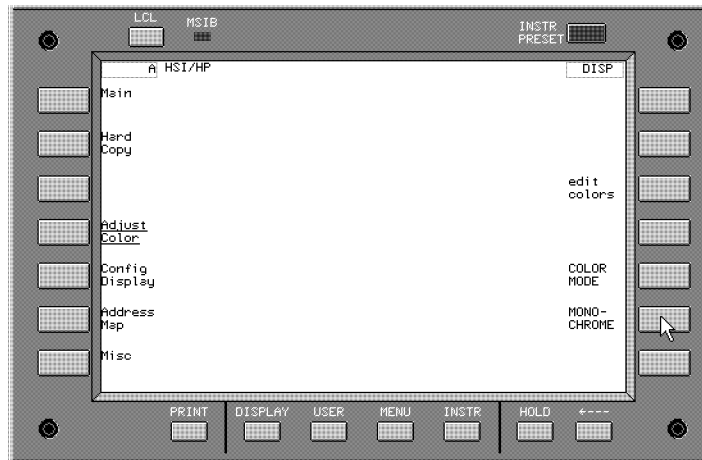 LCL
MSIB
INSTR
PRESET
A HSI/HP
DISP
Main
Hard
Copy
edit
colors
Adjust
Color
Config
Display
COLOR
MODE
Address
Map
MONO-
CHROME
Misc
PRINT DISPLAY USER MENU INSTR HOLD ←---